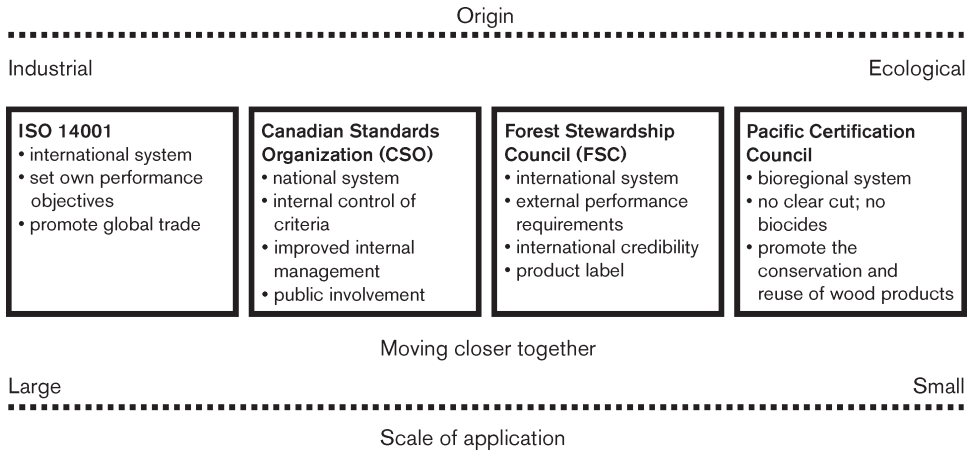 Origin
Industrial
Ecological
ISO 14001
• international system
• set own performance
objectives
• promote global trade
Canadian Standards
Organization (CSO)
• national system
• internal control of
criteria
• improved internal
management
• public involvement
Forest Stewardship
Council (FSC)
• international system
• external performance
requirements
• international credibility
• product label
Pacific Certification
Council
• bioregional system
• no clear cut; no
biocides
• promote the
conservation and
reuse of wood products
Moving closer together
Large
Small
Scale of application